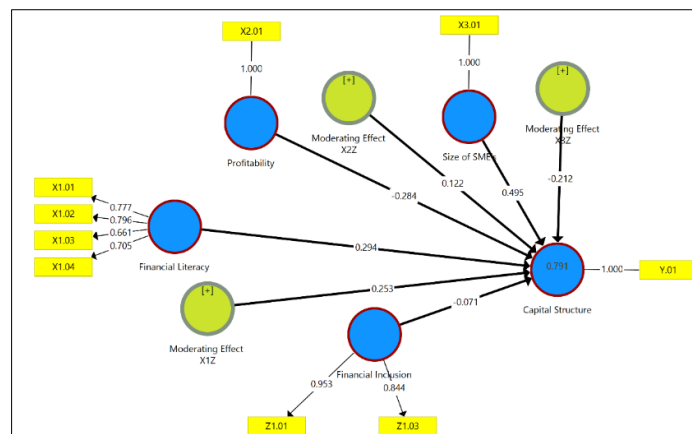 X2.01
X3.01
1.000
1.000
[+]
[+]
Moderating Effect
X2Z
Profitability
Size of SMEs
Moderating Effect
X3Z
-0.284
0.122
0.495
-0.212
X1.01
X1.02
X1.03
X1.04
0.777
0.796
0.661
0.705
Financial Literacy
0.294
0.791
1.000
Y.01
Capital Structure
[+]
Moderating Effect
X1Z
0.253
-0.071
Financial Inclusion
0.953
0.844
Z1.01
Z1.03